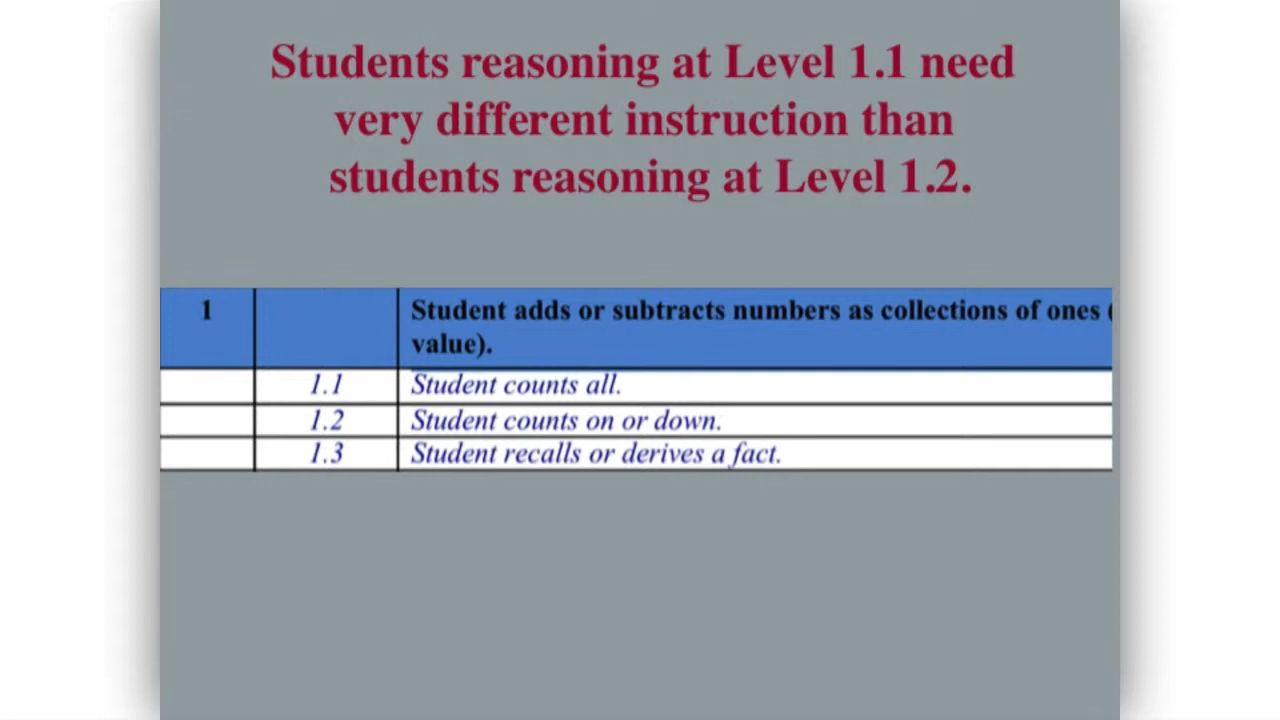 Students reasoning at Level 1.1 need
very different instruction than
students reasoning at Level 1.2.
1 Student adds or subtracts numbers as collections of ones (
value).
1.1 Student counts all.
1.2 Student counts on or down.
1.3 Student recalls or derives a fact.